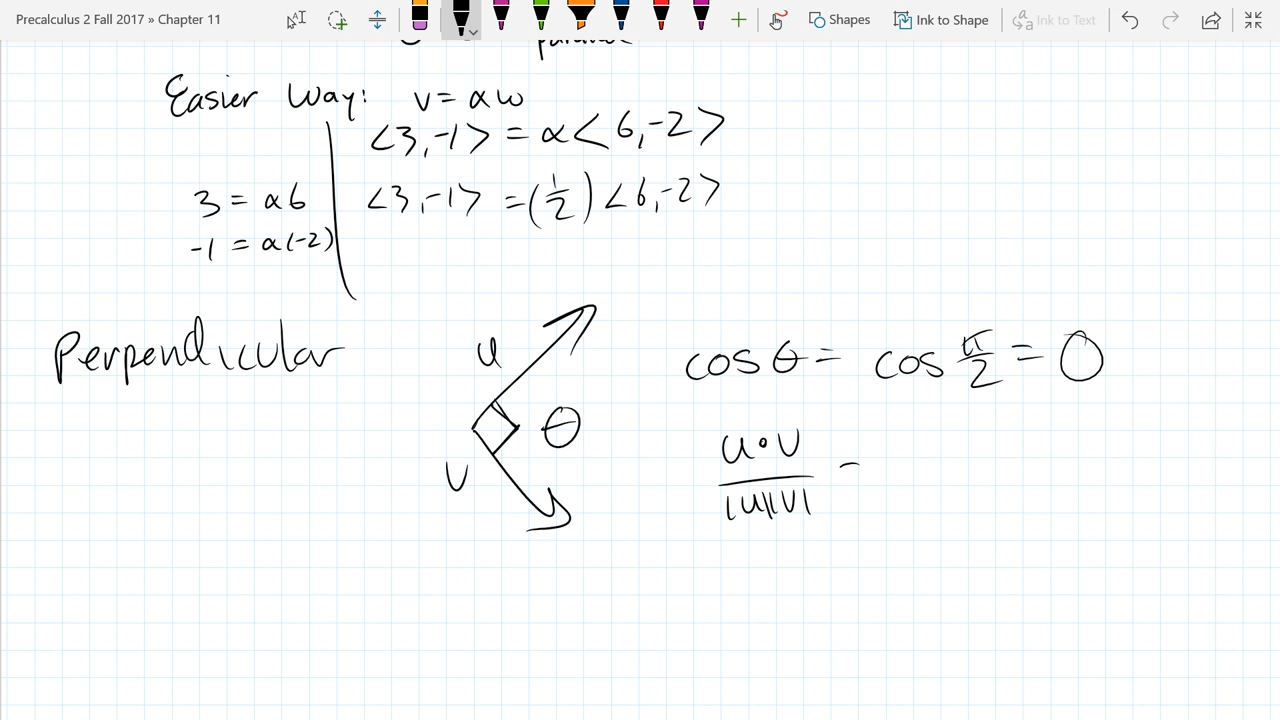 Precalculus 2 Fall 2017 » Chapter 11
Shapes
Ink to Shape
Ink to Text
Easier Way: v = αw
<3,-1> = α<6,-2>
3 = α6
<3,-1> = (1/2)<6,-2>
-1 = α(-2)
Perpendicular
u
θ
v
cos θ = cos π/2 = 0
u•v / |u||v| =